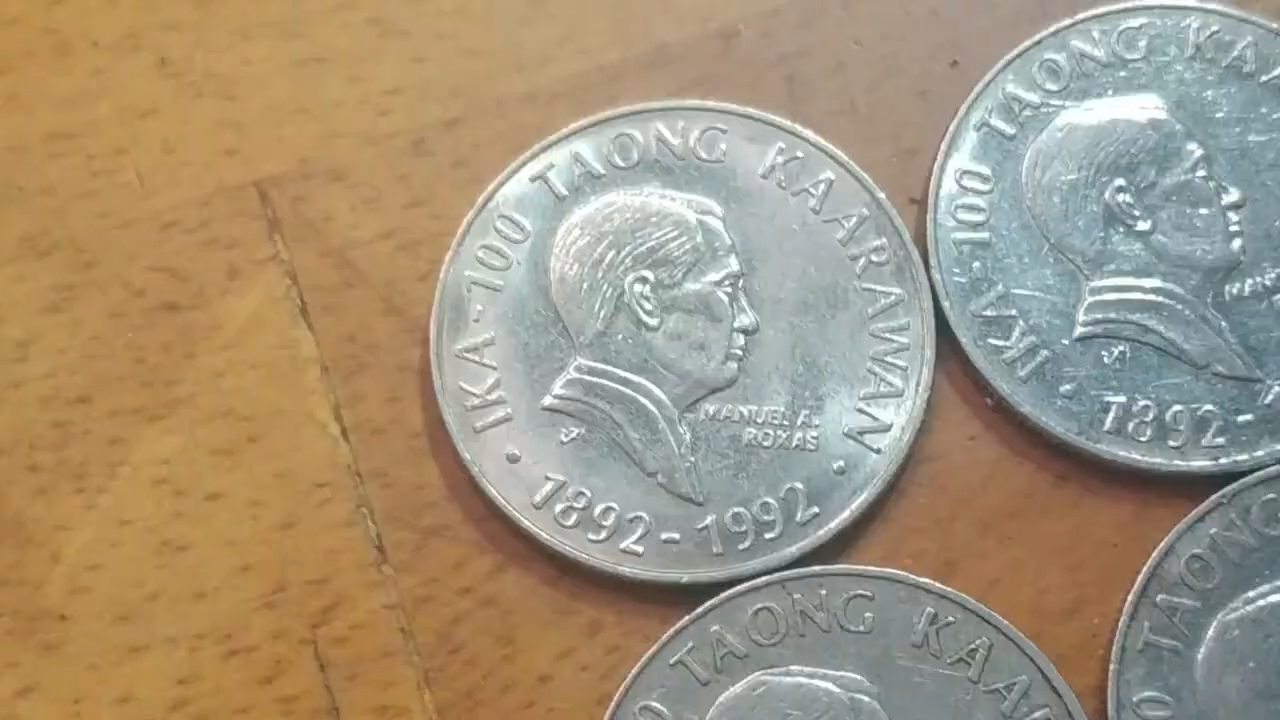 IKA-100 TAONG KAARAWAN
MANUEL A.
ROXAS
· 1892-1992 ·
IKA-100 TAONG KA
1892-
TAONG KAA
TAONG